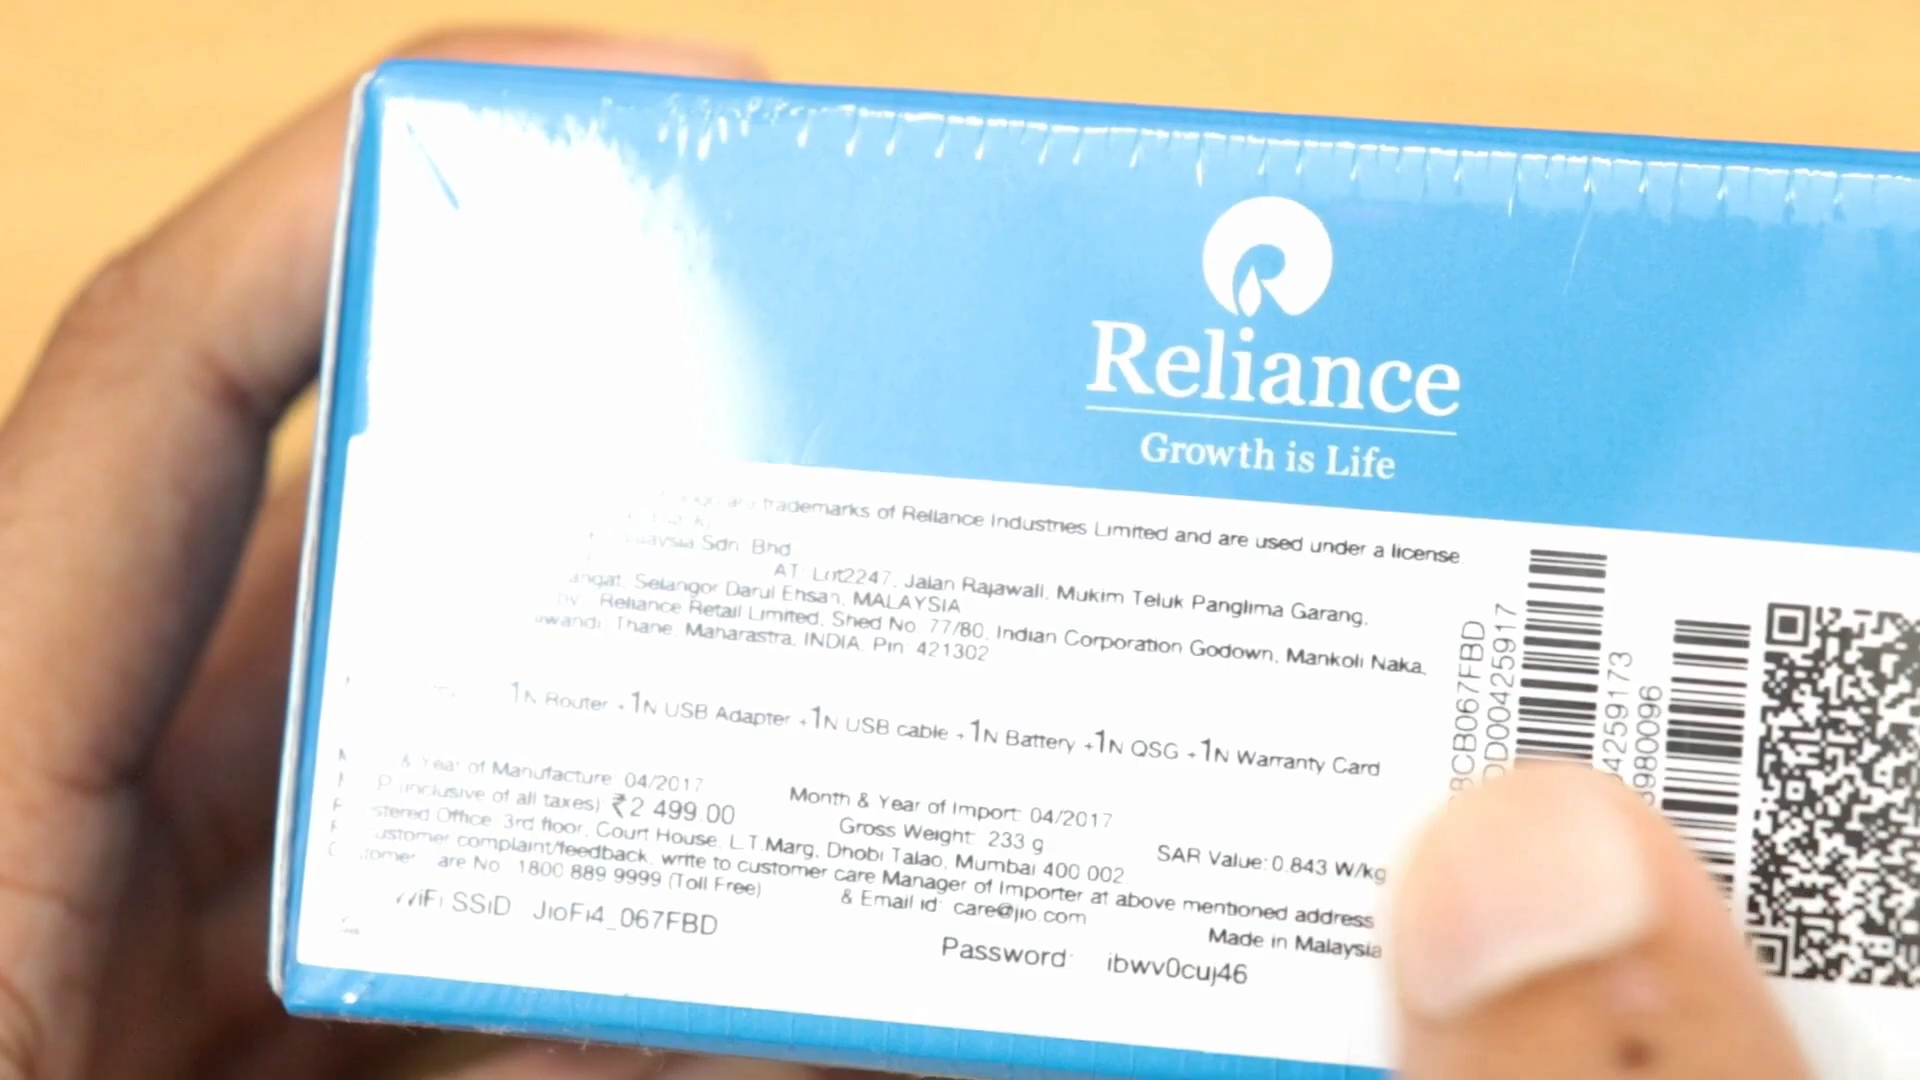 Reliance
Growth is Life
are trademarks of Reliance Industries Limited and are used under a license
Sdn Bhd
AT: Lot2247, Jalan Rajawali, Mukim Teluk Panglima Garang,
Selangor Darul Ehsan, MALAYSIA
Reliance Retail Limited, Shed No 77/80, Indian Corporation Godown, Mankoli Naka,
Thane, Maharastra, INDIA. Pin: 421302
1N Router +1N USB Adapter +1N USB cable +1N Battery +1N QSG +1N Warranty Card
& Year of Manufacture: 04/2017 Month & Year of Import: 04/2017
(inclusive of all taxes) ₹2 499.00 Gross Weight: 233 g SAR Value: 0.843 W/kg
Office: 3rd floor, Court House, L.T.Marg, Dhobi Talao, Mumbai 400 002
customer complaint/feedback, write to customer care Manager of Importer at above mentioned address
No 1800 889 9999 (Toll Free) & Email id: care@jio.com Made in Malaysia
WiFi SSID JioFi4_067FBD Password: ibwv0cuj46